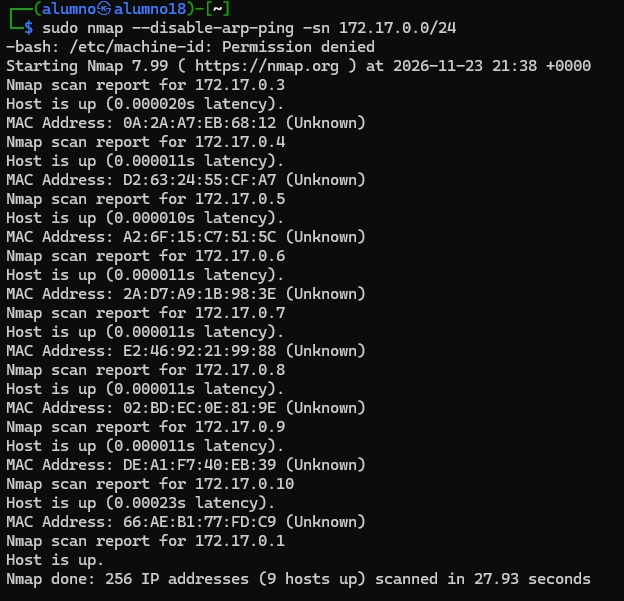 ┌──(alumno㉿alumno18)-[~]
└─$ sudo nmap --disable-arp-ping -sn 172.17.0.0/24
-bash: /etc/machine-id: Permission denied
Starting Nmap 7.99 ( https://nmap.org ) at 2026-11-23 21:38 +0000
Nmap scan report for 172.17.0.3
Host is up (0.000020s latency).
MAC Address: 0A:2A:A7:EB:68:12 (Unknown)
Nmap scan report for 172.17.0.4
Host is up (0.000011s latency).
MAC Address: D2:63:24:55:CF:A7 (Unknown)
Nmap scan report for 172.17.0.5
Host is up (0.000010s latency).
MAC Address: A2:6F:15:C7:51:5C (Unknown)
Nmap scan report for 172.17.0.6
Host is up (0.000011s latency).
MAC Address: 2A:D7:A9:1B:98:3E (Unknown)
Nmap scan report for 172.17.0.7
Host is up (0.000011s latency).
MAC Address: E2:46:92:21:99:88 (Unknown)
Nmap scan report for 172.17.0.8
Host is up (0.000011s latency).
MAC Address: 02:BD:EC:0E:81:9E (Unknown)
Nmap scan report for 172.17.0.9
Host is up (0.000011s latency).
MAC Address: DE:A1:F7:40:EB:39 (Unknown)
Nmap scan report for 172.17.0.10
Host is up (0.00023s latency).
MAC Address: 66:AE:B1:77:FD:C9 (Unknown)
Nmap scan report for 172.17.0.1
Host is up.
Nmap done: 256 IP addresses (9 hosts up) scanned in 27.93 seconds